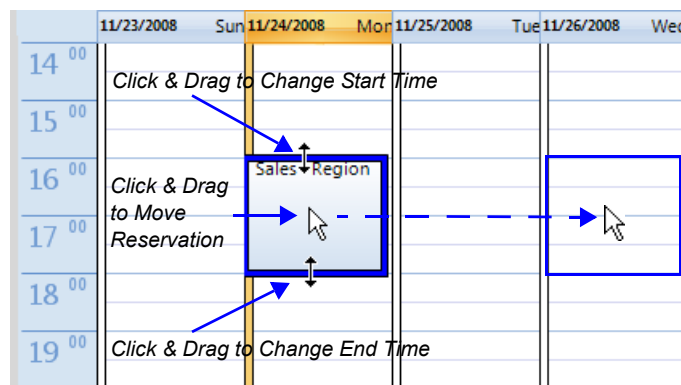 11/23/2008 Sun 11/24/2008 Mon 11/25/2008 Tue 11/26/2008 Wed
14 00
Click & Drag to Change Start Time
15 00
16 00
Sales - Region
Click & Drag
to Move
Reservation
17 00
18 00
19 00
Click & Drag to Change End Time